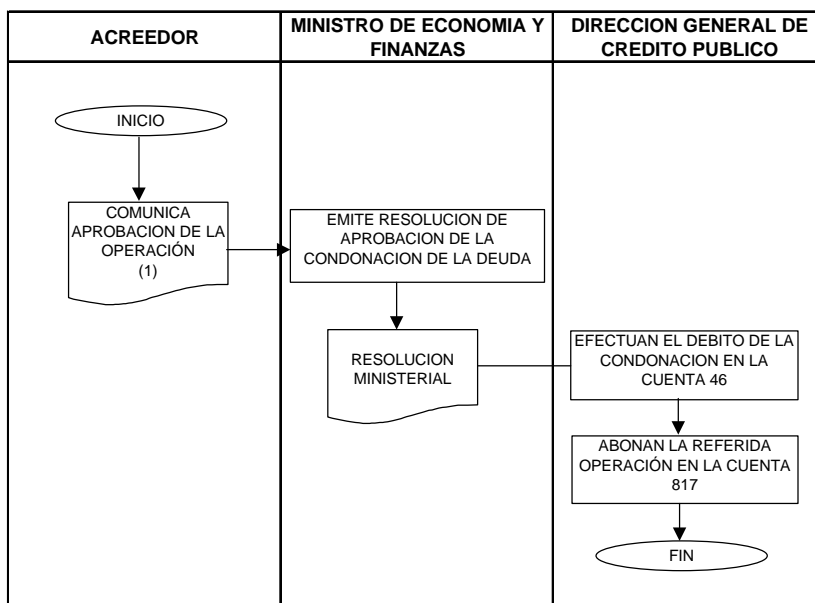 ACREEDOR
MINISTRO DE ECONOMIA Y
FINANZAS
DIRECCION GENERAL DE
CREDITO PUBLICO
INICIO
COMUNICA
APROBACION DE LA
OPERACIÓN
(1)
EMITE RESOLUCION DE
APROBACION DE LA
CONDONACION DE LA DEUDA
RESOLUCION
MINISTERIAL
EFECTUAN EL DEBITO DE LA
CONDONACION EN LA
CUENTA 46
ABONAN LA REFERIDA
OPERACIÓN EN LA CUENTA
817
FIN